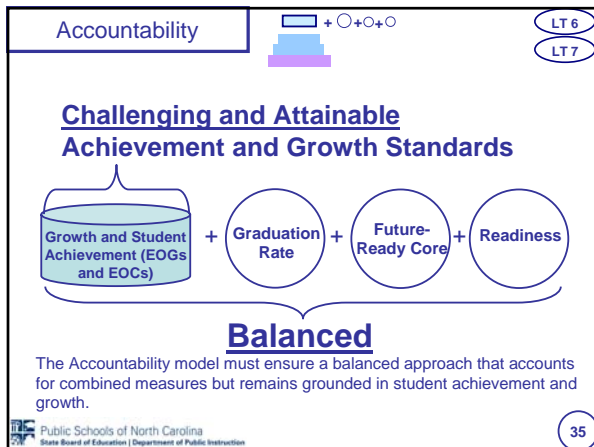 Accountability
+ + +
LT 6
LT 7
Challenging and Attainable
Achievement and Growth Standards
Growth and Student
Achievement (EOGs
and EOCs)
+
Graduation
Rate
+
Future-
Ready Core
+
Readiness
Balanced
The Accountability model must ensure a balanced approach that accounts
for combined measures but remains grounded in student achievement and
growth.
Public Schools of North Carolina
State Board of Education | Department of Public Instruction
35